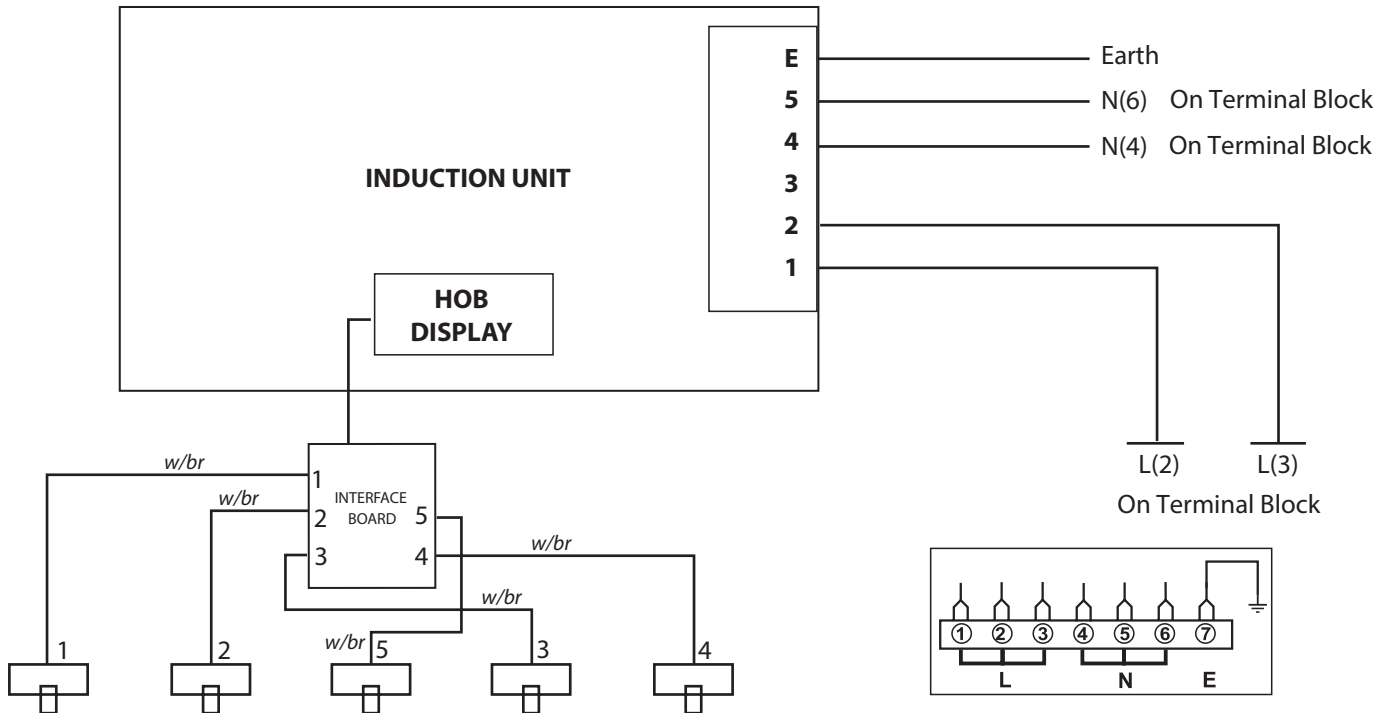 E
Earth
5
N(6) On Terminal Block
4
N(4) On Terminal Block
INDUCTION UNIT
3
2
1
HOB
DISPLAY
L(2)
L(3)
On Terminal Block
w/br
1
w/br
INTERFACE
BOARD
2
5
3
4
w/br
w/br
w/br
1
2
5
3
4
1
2
3
4
5
6
7
L
N
E